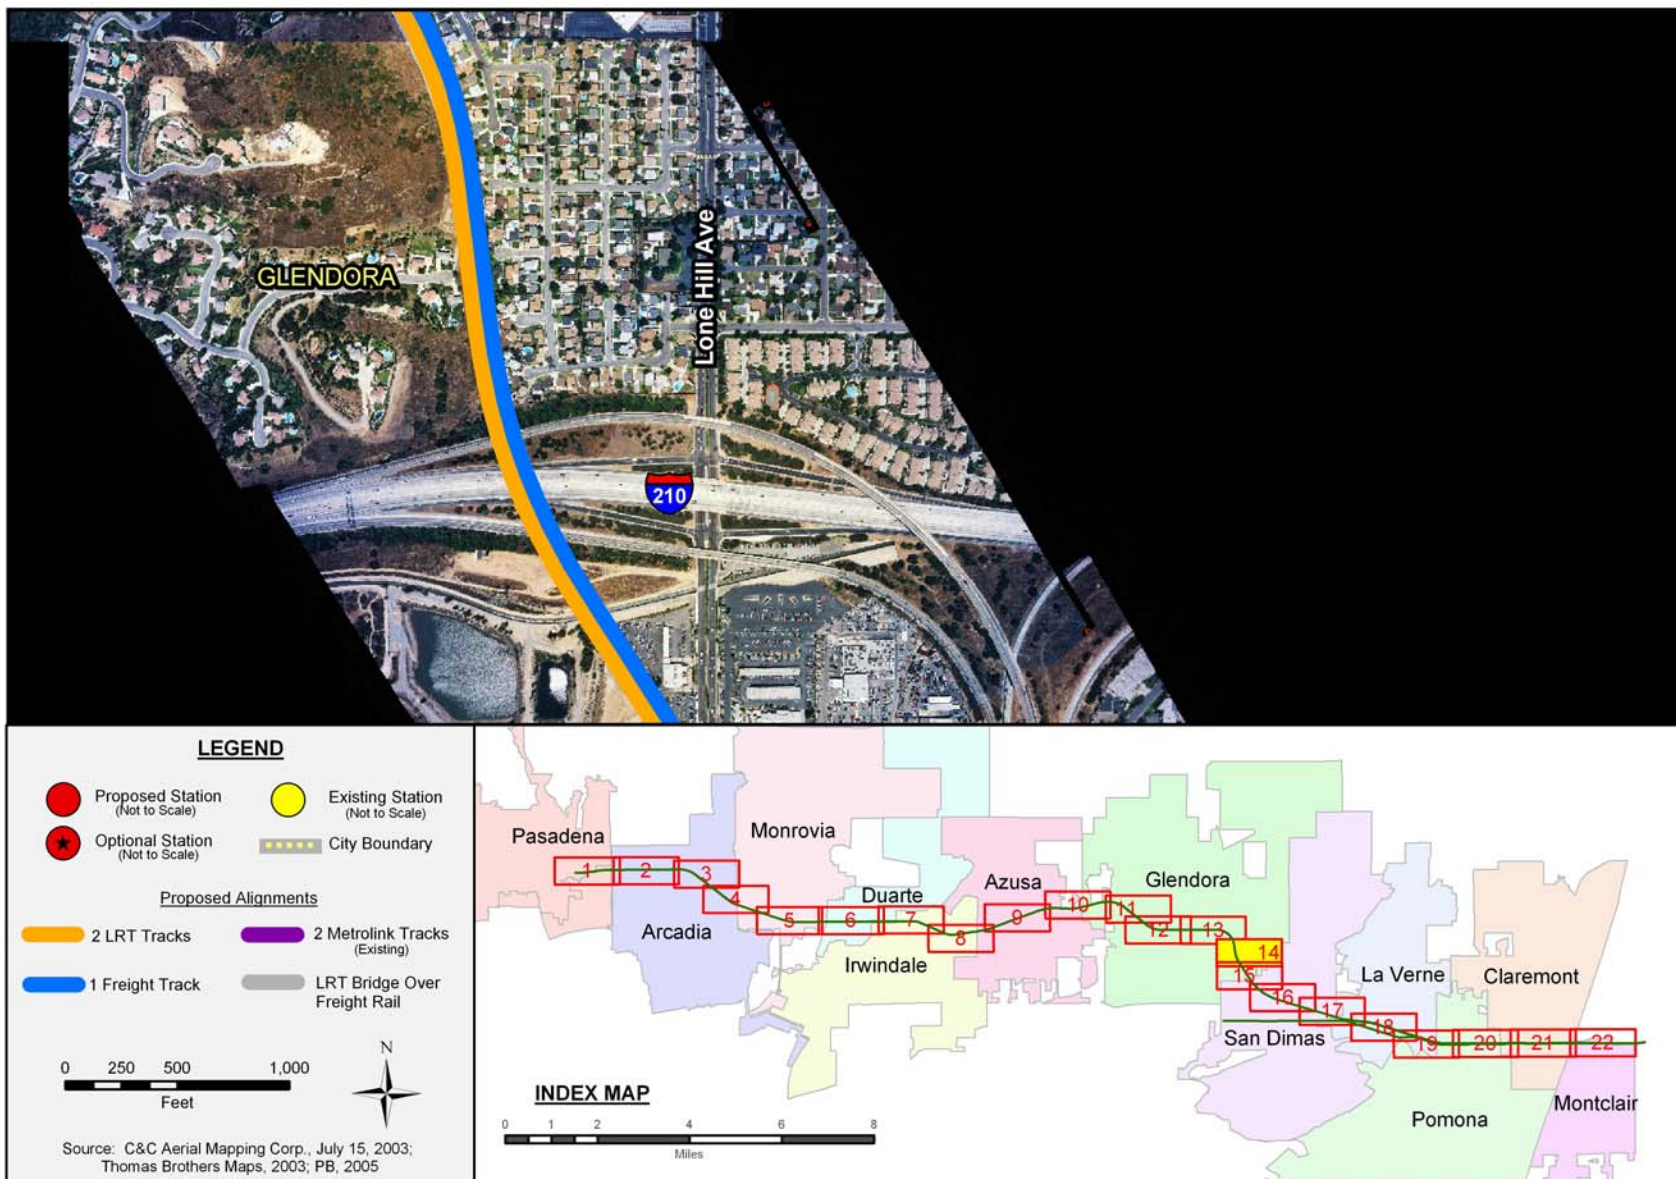 GLENDORA
Lone Hill Ave
210
LEGEND
Proposed Station
(Not to Scale)
Existing Station
(Not to Scale)
Optional Station
(Not to Scale)
City Boundary
Proposed Alignments
2 LRT Tracks
2 Metrolink Tracks
(Existing)
1 Freight Track
LRT Bridge Over
Freight Rail
0 250 500 1,000
Feet
N
Source: C&C Aerial Mapping Corp., July 15, 2003;
Thomas Brothers Maps, 2003; PB, 2005
Pasadena
Monrovia
Arcadia
Duarte
Irwindale
Azusa
Glendora
La Verne
Claremont
San Dimas
Pomona
Montclair
1
2
3
4
5
6
7
8
9
10
11
12
13
14
15
16
17
18
19
20
21
22
INDEX MAP
0 1 2 4 6 8
Miles